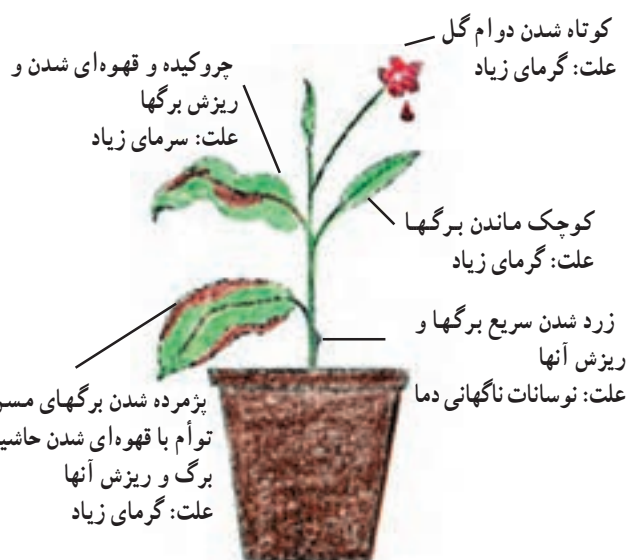 کوتاه شدن دوام گل
علت: گرمای زیاد
چروکیده و قهوه‌ای شدن و
ریزش برگها
علت: سرمای زیاد
کوچک ماندن برگها
علت: گرمای زیاد
زرد شدن سریع برگها و
ریزش آنها
علت: نوسانات ناگهانی دما
پژمرده شدن برگهای
توأم با قهوه‌ای شدن
برگ و ریزش آنها
علت: گرمای زیاد